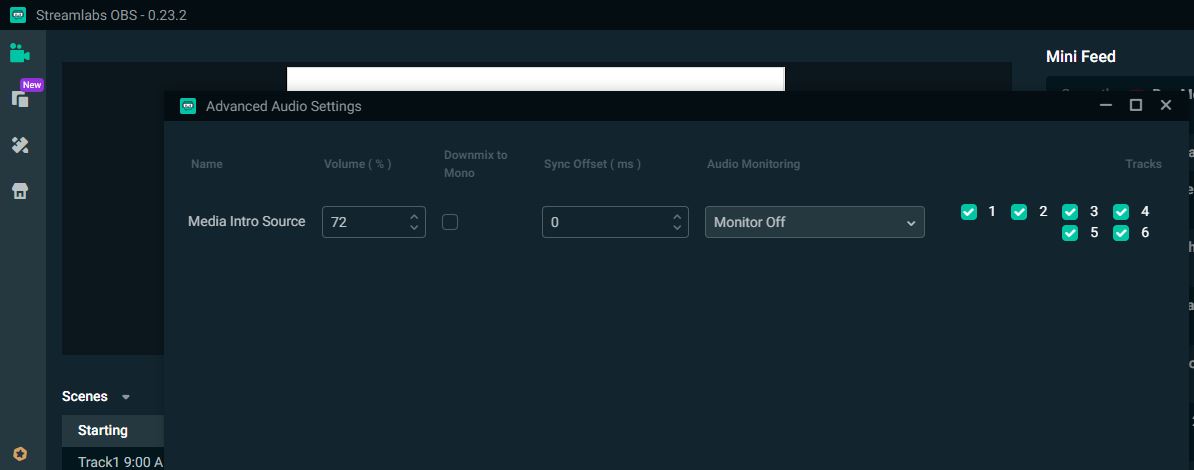 Streamlabs OBS - 0.23.2
Mini Feed
New
Advanced Audio Settings
Name
Volume ( % )
Downmix to
Mono
Sync Offset ( ms )
Audio Monitoring
Tracks
Media Intro Source
72
0
Monitor Off
1 2 3 4
5 6
Scenes
Starting
Track1 9:00 A